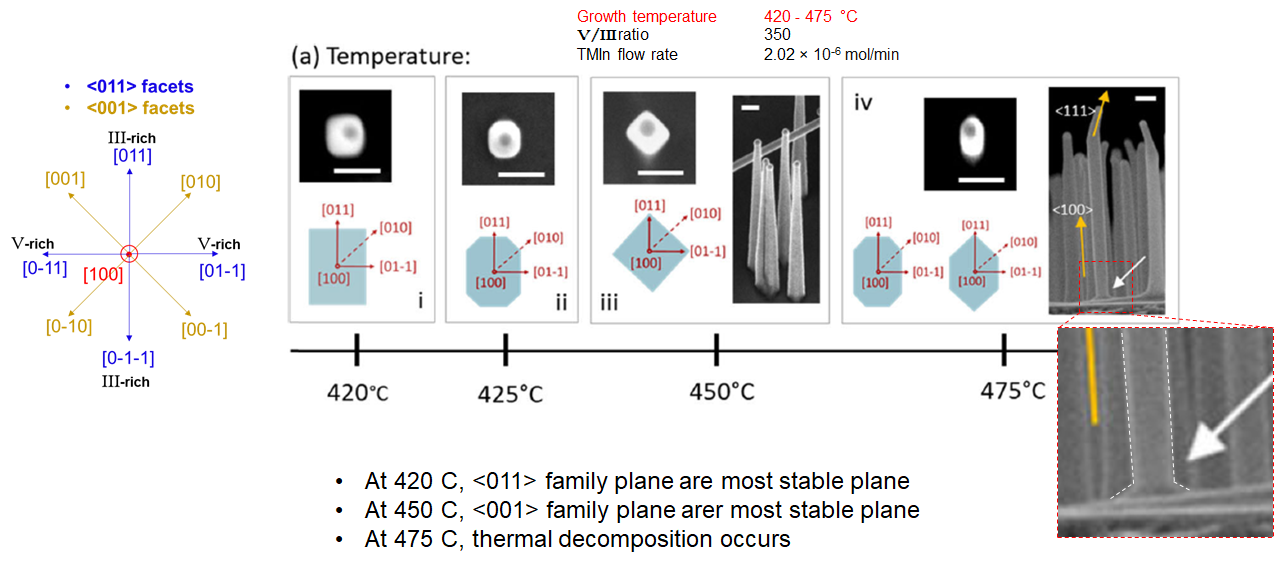 Growth temperature 420 - 475 °C
V/III ratio 350
TMIn flow rate 2.02 × 10-6 mol/min
(a) Temperature:
• <011> facets
• <001> facets
III-rich
[011]
[001]
[010]
V-rich
V-rich
[0-11]
[100]
[01-1]
[0-10]
[00-1]
[0-1-1]
III-rich
[011]
[010]
[01-1]
[100]
i
[011]
[010]
[01-1]
[100]
ii
[011]
[010]
[01-1]
[100]
iii
iv
[011]
[010]
[01-1]
[100]
[011]
[010]
[01-1]
[100]
<111>
<100>
420°C
425°C
450°C
475°C
• At 420 C, <011> family plane are most stable plane
• At 450 C, <001> family plane arer most stable plane
• At 475 C, thermal decomposition occurs